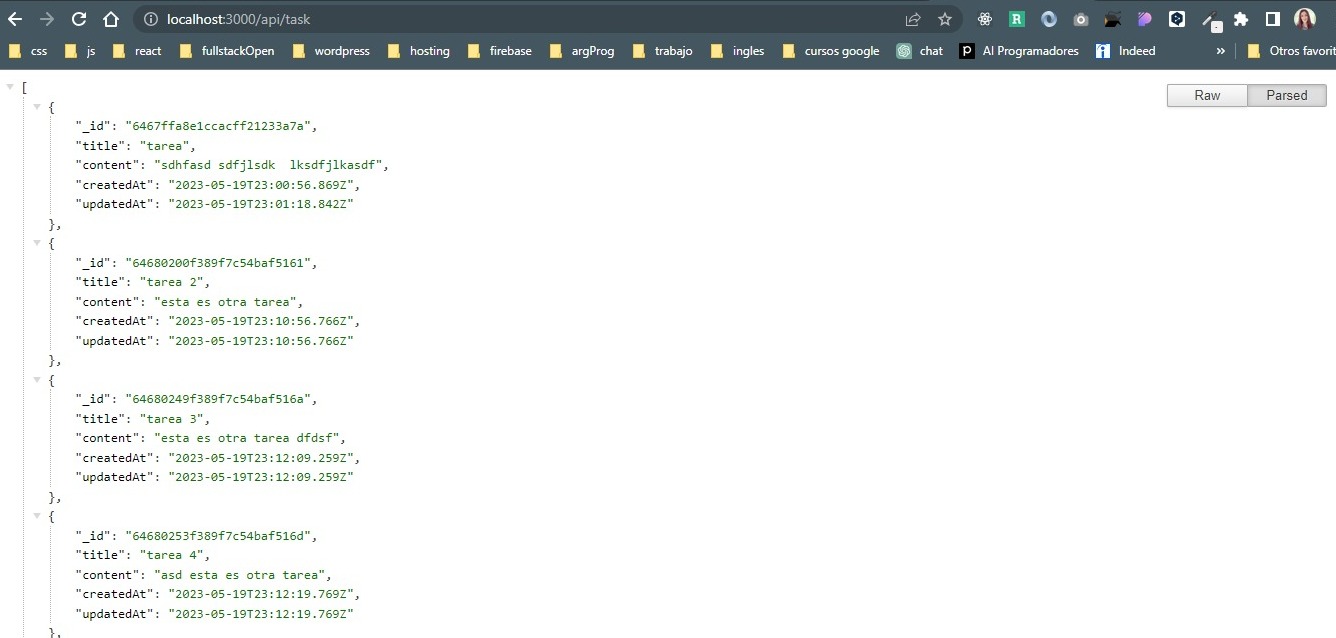 localhost:3000/api/task
css js react fullstackOpen wordpress hosting firebase argProg trabajo ingles cursos google chat AI Programadores Indeed » Otros favorit
Raw Parsed
[
{
"_id": "6467ffa8e1ccacff21233a7a",
"title": "tarea",
"content": "sdhfasd sdfjlsdk  lksdfjlkasdf",
"createdAt": "2023-05-19T23:00:56.869Z",
"updatedAt": "2023-05-19T23:01:18.842Z"
},
{
"_id": "64680200f389f7c54baf5161",
"title": "tarea 2",
"content": "esta es otra tarea",
"createdAt": "2023-05-19T23:10:56.766Z",
"updatedAt": "2023-05-19T23:10:56.766Z"
},
{
"_id": "64680249f389f7c54baf516a",
"title": "tarea 3",
"content": "esta es otra tarea dfdsf",
"createdAt": "2023-05-19T23:12:09.259Z",
"updatedAt": "2023-05-19T23:12:09.259Z"
},
{
"_id": "64680253f389f7c54baf516d",
"title": "tarea 4",
"content": "asd esta es otra tarea",
"createdAt": "2023-05-19T23:12:19.769Z",
"updatedAt": "2023-05-19T23:12:19.769Z"
},